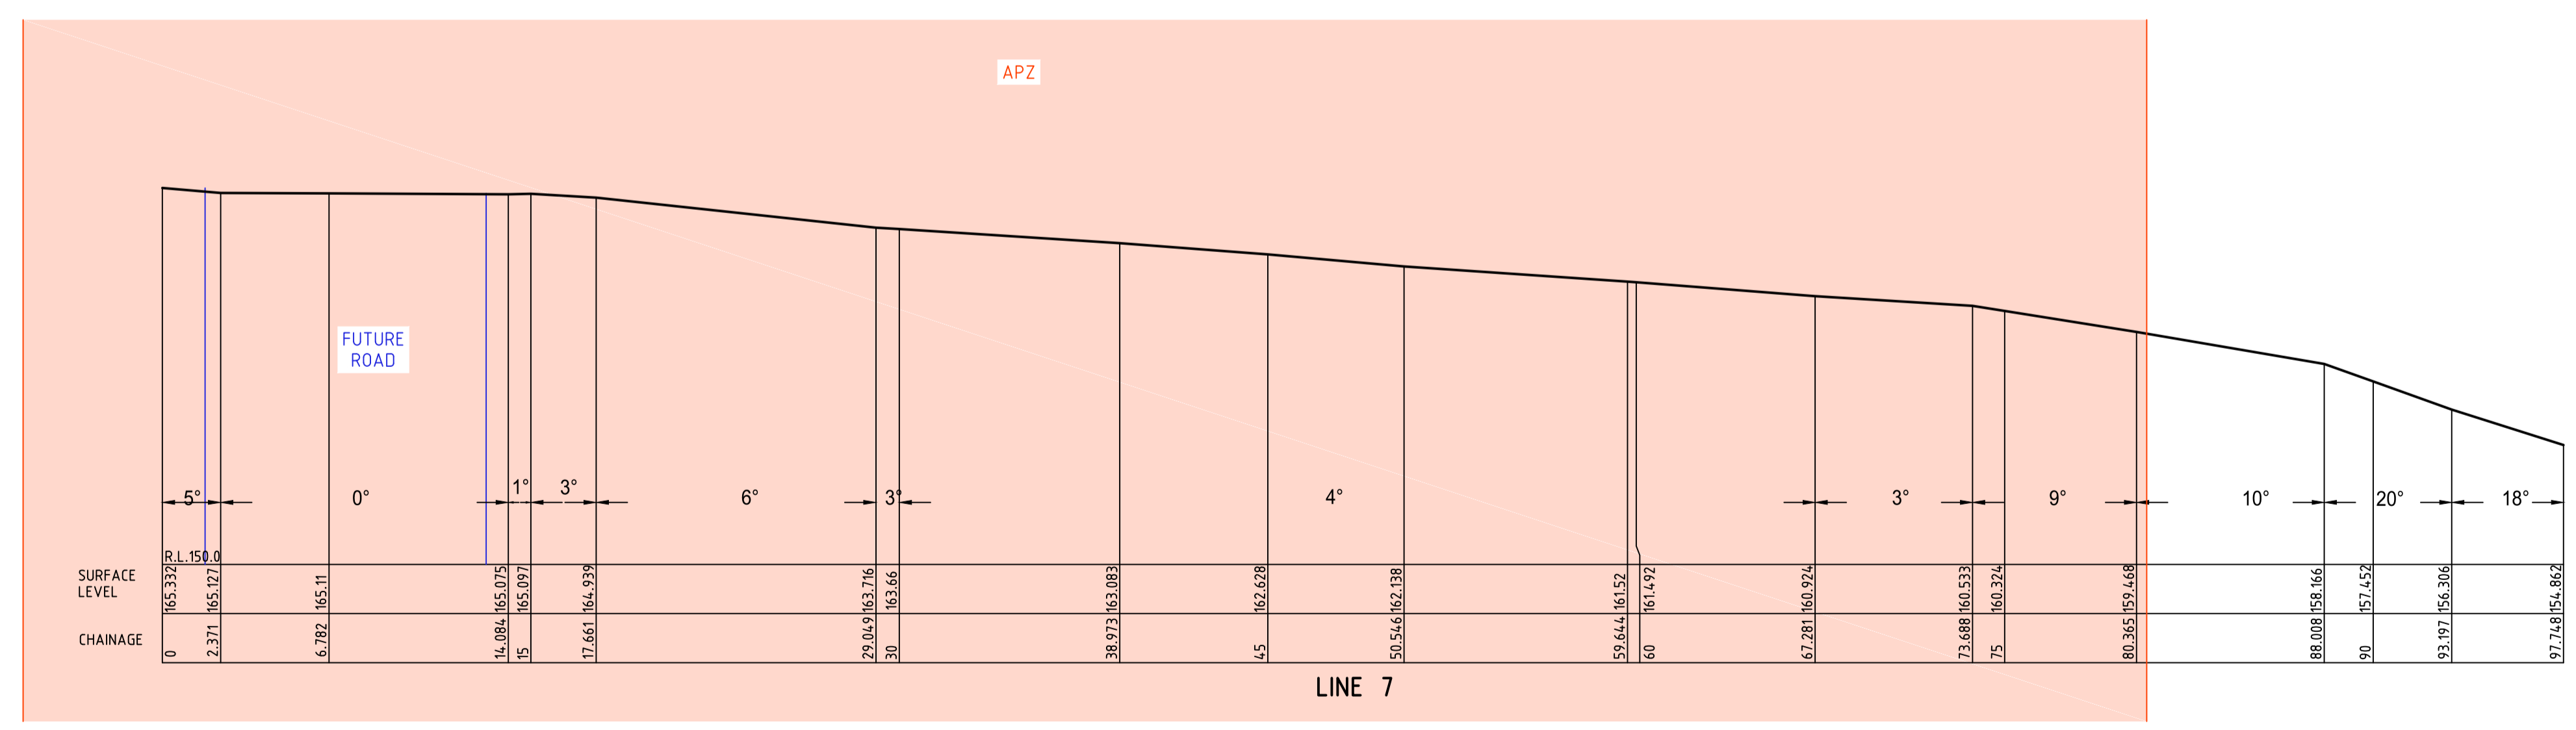 APZ
FUTURE
ROAD
5° 0° 1° 3° 6° 3° 4° 3° 9° 10° 20° 18°
R.L.150.0
SURFACE
LEVEL
165.332 165.127 165.11 165.075 165.097 164.939 163.716 163.66 163.083 162.628 162.138 161.52 161.492 160.924 160.533 160.324 159.468 158.166 157.452 156.306 154.862
CHAINAGE
0 2.371 6.782 14.084 15 17.661 29.049 30 38.973 45 50.546 59.644 60 67.281 73.688 75 80.365 88.008 90 93.197 97.748
LINE 7